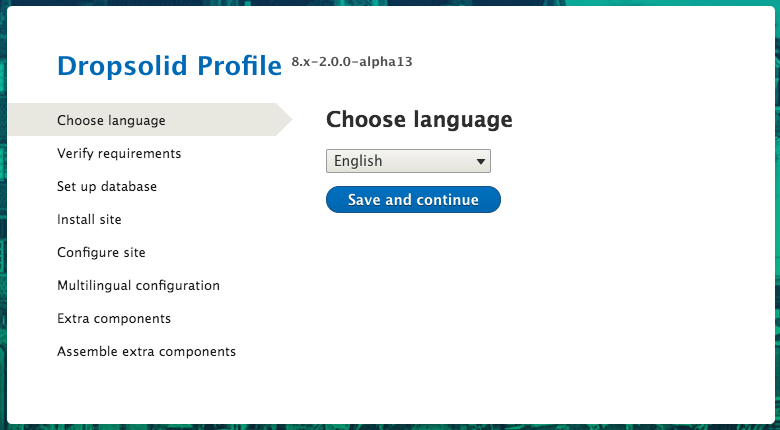 Dropsolid Profile 8.x-2.0.0-alpha13
Choose language
Verify requirements
Set up database
Install site
Configure site
Multilingual configuration
Extra components
Assemble extra components
Choose language
English
Save and continue